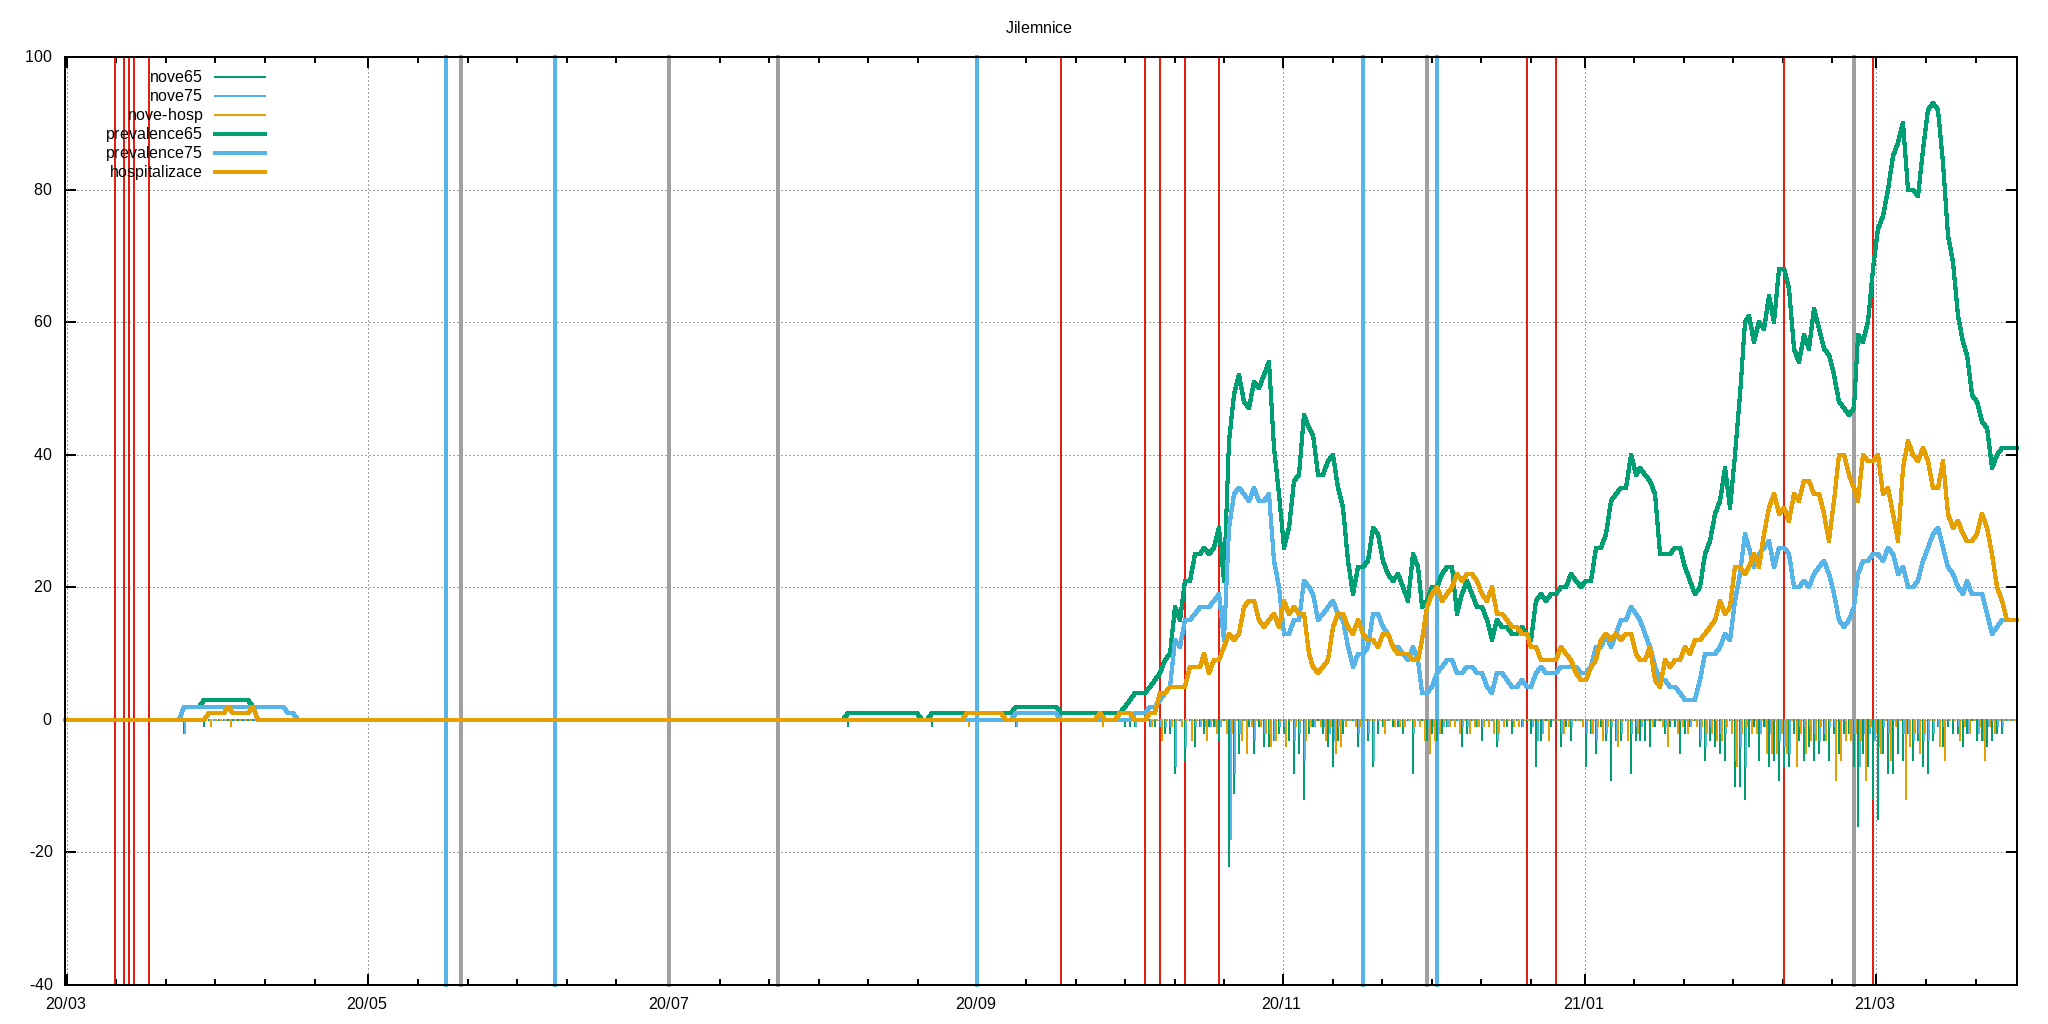 Jilemnice
100
nove65
nove75
nove-hosp
prevalence65
prevalence75
hospitalizace
80
60
40
20
0
-20
-40
20/03 20/05 20/07 20/09 20/11 21/01 21/03